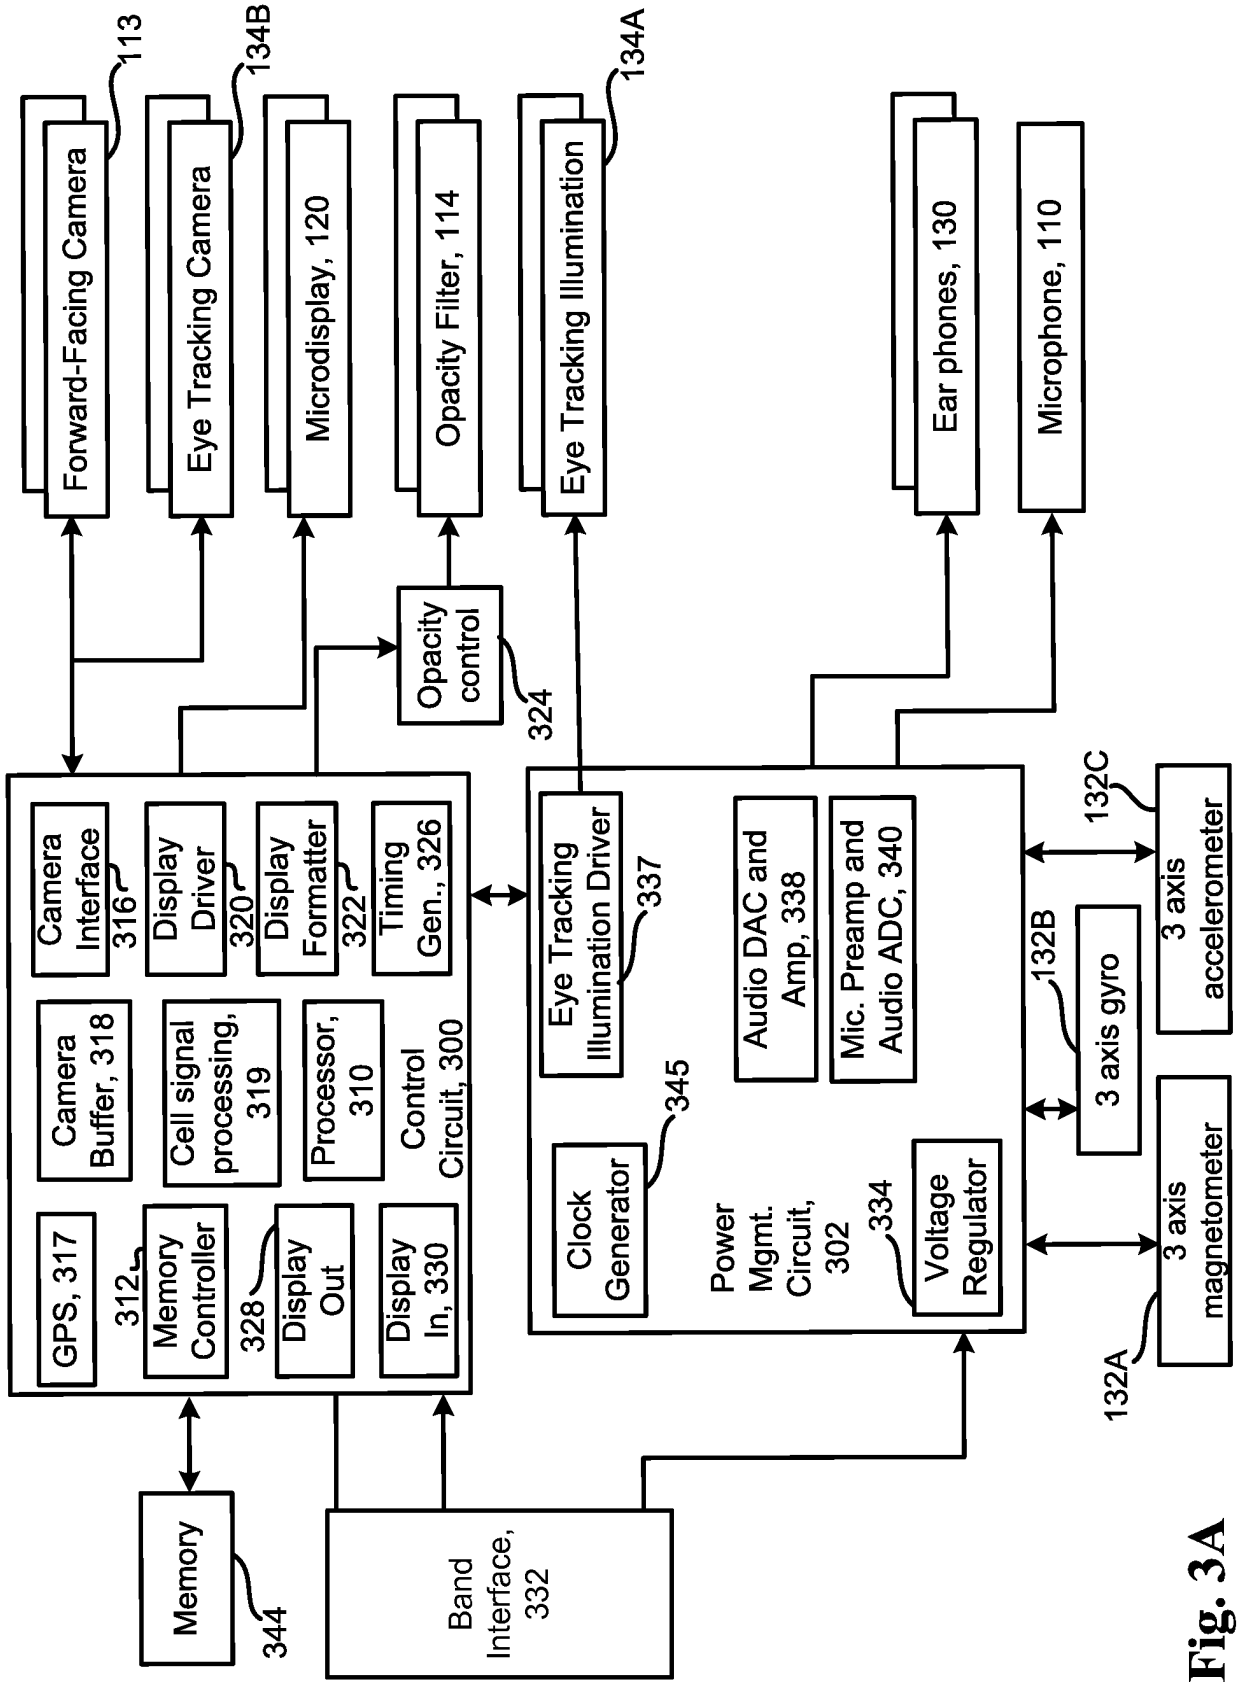 Forward-Facing Camera
113
Eye Tracking Camera
134B
Microdisplay, 120
Opacity Filter, 114
Eye Tracking Illumination
134A
Ear phones, 130
Microphone, 110
Opacity
control
324
Camera
Interface
316
Display
Driver
320
Display
Formatter
322
Timing
Gen., 326
Camera
Buffer, 318
Cell signal
processing,
319
Processor,
310
Control
Circuit, 300
GPS, 317
312
Memory
Controller
328
Display
Out
Display
In, 330
Memory
344
Band
Interface,
332
Eye Tracking
Illumination Driver
337
Audio DAC and
Amp, 338
Mic. Preamp and
Audio ADC, 340
Clock
Generator
345
Power
Mgmt.
Circuit,
302
334
Voltage
Regulator
132C
3 axis
accelerometer
132B
3 axis gyro
132A
3 axis
magnetometer
Fig. 3A